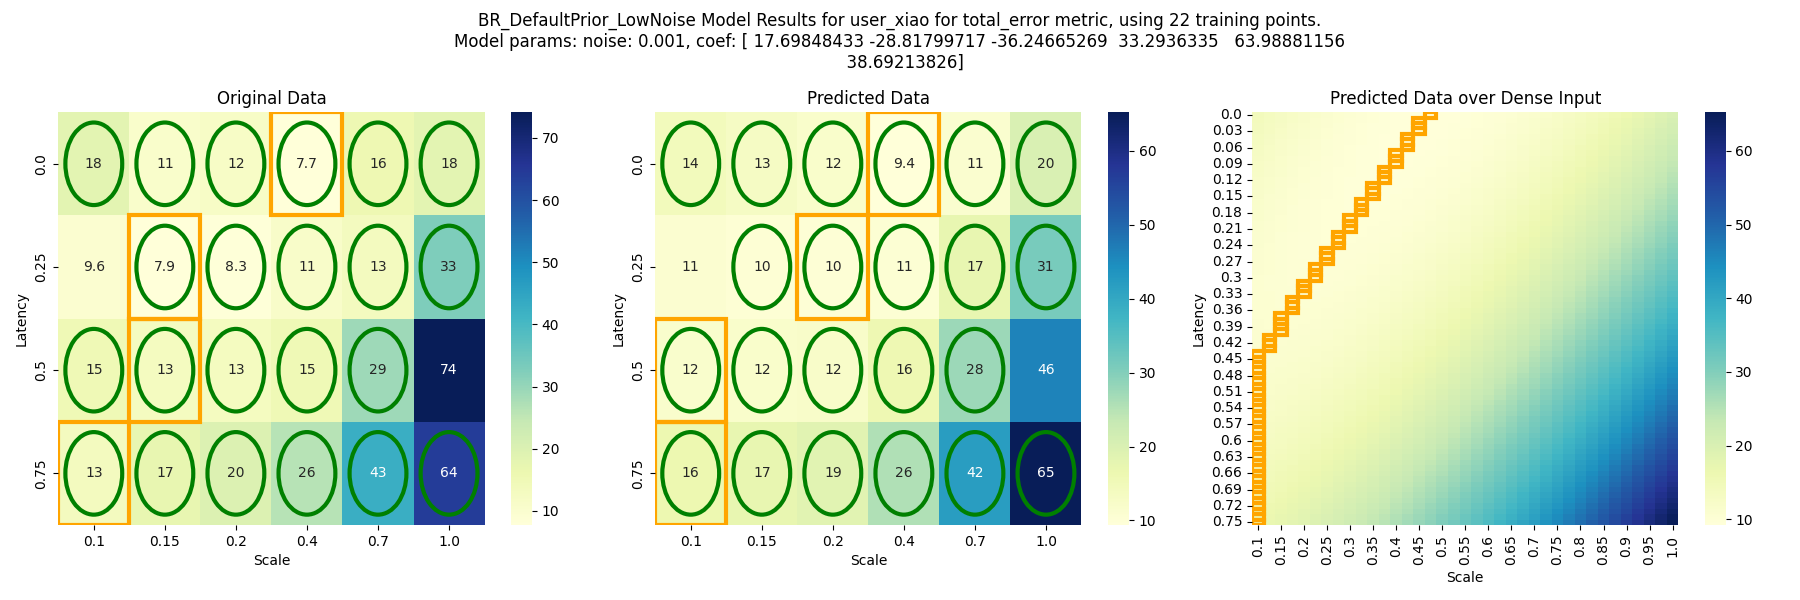 BR_DefaultPrior_LowNoise Model Results for user_xiao for total_error metric, using 22 training points.
Model params: noise: 0.001, coef: [ 17.69848433 -28.81799717 -36.24665269  33.2936335   63.98881156
38.69213826]
Original Data
0.0 18 11 12 7.7 16 18
0.25 9.6 7.9 8.3 11 13 33
0.5 15 13 13 15 29 74
0.75 13 17 20 26 43 64
0.1 0.15 0.2 0.4 0.7 1.0
Scale
Latency
70
60
50
40
30
20
10
Predicted Data
0.0 14 13 12 9.4 11 20
0.25 11 10 10 11 17 31
0.5 12 12 12 16 28 46
0.75 16 17 19 26 42 65
0.1 0.15 0.2 0.4 0.7 1.0
Scale
Latency
60
50
40
30
20
10
Predicted Data over Dense Input
0.0
0.03
0.06
0.09
0.12
0.15
0.18
0.21
0.24
0.27
0.3
0.33
0.36
0.39
0.42
0.45
0.48
0.51
0.54
0.57
0.6
0.63
0.66
0.69
0.72
0.75
0.1 0.15 0.2 0.25 0.3 0.35 0.4 0.45 0.5 0.55 0.6 0.65 0.7 0.75 0.8 0.85 0.9 0.95 1.0
Scale
Latency
60
50
40
30
20
10